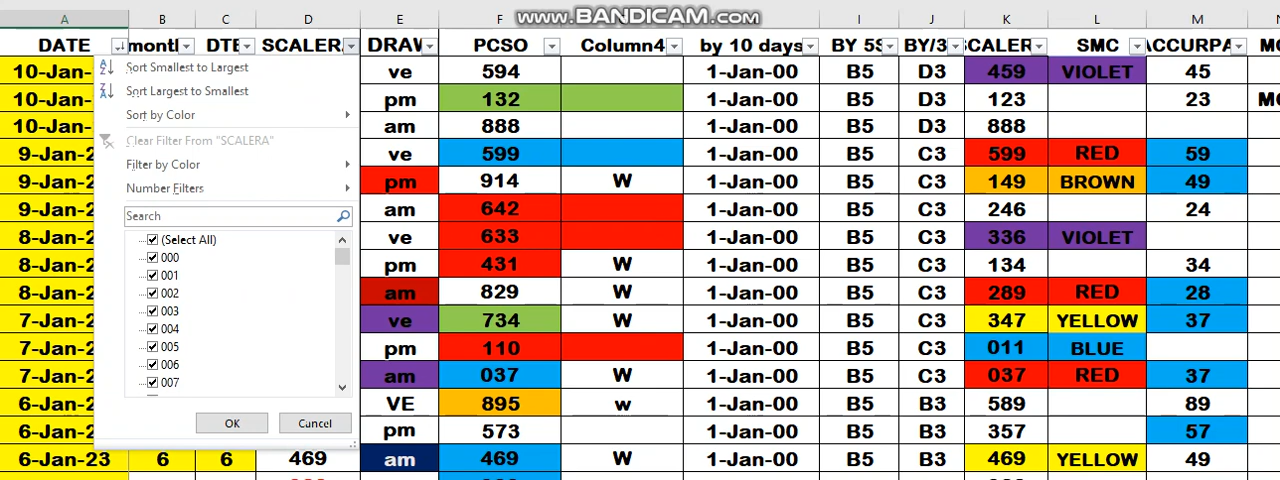 www.BANDICAM.com
A B C D E F G H I J K L M N
DATE month DTE SCALERA DRAW PCSO Column4 by 10 days BY 5S BY/3 SCALER SMC ACCURPA
10-Jan- ve 594 1-Jan-00 B5 D3 459 VIOLET 45
10-Jan- pm 132 1-Jan-00 B5 D3 123 23 MO
10-Jan- am 888 1-Jan-00 B5 D3 888
9-Jan-2 ve 599 1-Jan-00 B5 C3 599 RED 59
9-Jan-2 pm 914 W 1-Jan-00 B5 C3 149 BROWN 49
9-Jan-2 am 642 1-Jan-00 B5 C3 246 24
8-Jan-2 ve 633 1-Jan-00 B5 C3 336 VIOLET
8-Jan-2 pm 431 W 1-Jan-00 B5 C3 134 34
8-Jan-2 am 829 W 1-Jan-00 B5 C3 289 RED 28
7-Jan-2 ve 734 W 1-Jan-00 B5 C3 347 YELLOW 37
7-Jan-2 pm 110 1-Jan-00 B5 C3 011 BLUE
7-Jan-2 am 037 W 1-Jan-00 B5 C3 037 RED 37
6-Jan-2 VE 895 w 1-Jan-00 B5 B3 589 89
6-Jan-2 pm 573 1-Jan-00 B5 B3 357 57
6-Jan-23 6 6 469 am 469 W 1-Jan-00 B5 B3 469 YELLOW 49
Sort Smallest to Largest
Sort Largest to Smallest
Sort by Color
Clear Filter From "SCALERA"
Filter by Color
Number Filters
Search
(Select All)
000
001
002
003
004
005
006
007
OK Cancel